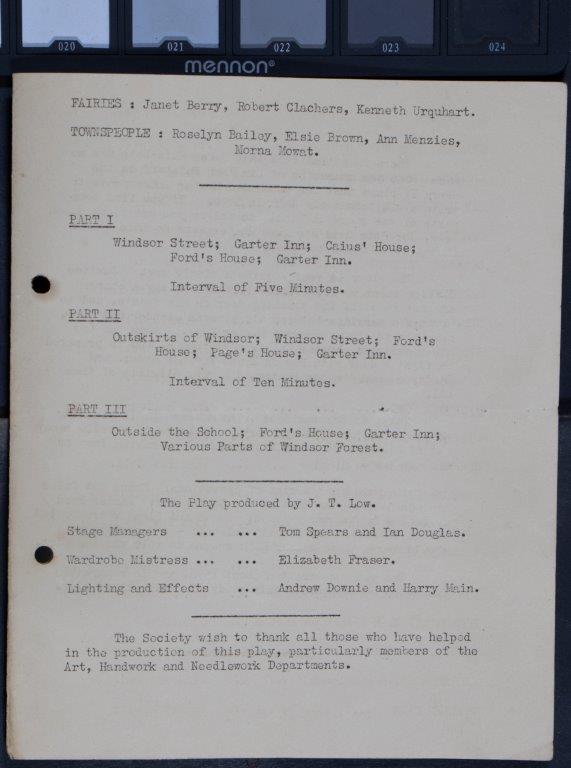 020 021 022 023 024
mennon®
FAIRIES : Janet Berry, Robert Clachers, Kenneth Urquhart.
TOWNSPEOPLE : Roselyn Bailey, Elsie Brown, Ann Menzies,
Norna Mowat.
PART I
Windsor Street; Garter Inn; Caius' House;
Ford's House; Garter Inn.
Interval of Five Minutes.
PART II
Outskirts of Windsor; Windsor Street; Ford's
House; Page's House; Garter Inn.
Interval of Ten Minutes.
PART III
Outside the School; Ford's House; Garter Inn;
Various Parts of Windsor Forest.
The Play produced by J. T. Low.
Stage Managers ... ... Tom Spears and Ian Douglas.
Wardrobe Mistress ... ... Elizabeth Fraser.
Lighting and Effects ... Andrew Downie and Harry Main.
The Society wish to thank all those who have helped
in the production of this play, particularly members of the
Art, Handwork and Needlework Departments.